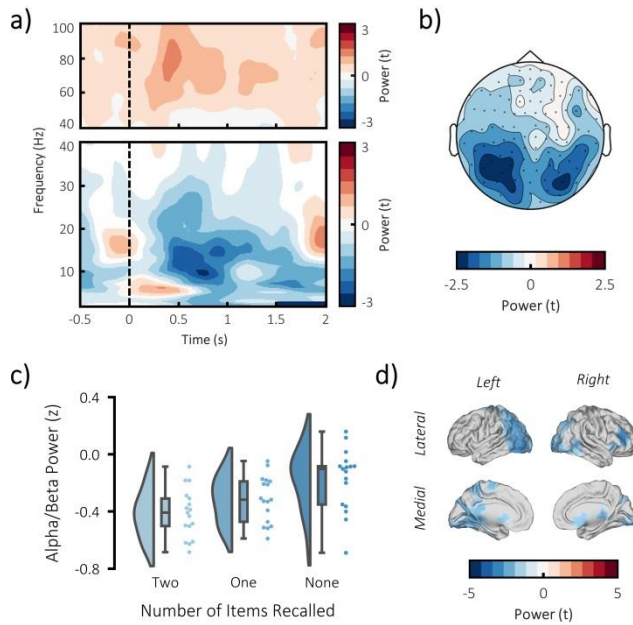 a)
100
80
60
40
3
0
-3
Power (t)
Frequency (Hz)
40
30
20
10
3
0
-3
Power (t)
-0.5
0
0.5
1
1.5
2
Time (s)
b)
-2.5
0
2.5
Power (t)
c)
Alpha/Beta Power (z)
0.4
0.0
-0.4
-0.8
Two
One
None
Number of Items Recalled
d)
Left
Right
Lateral
Medial
-5
0
5
Power (t)